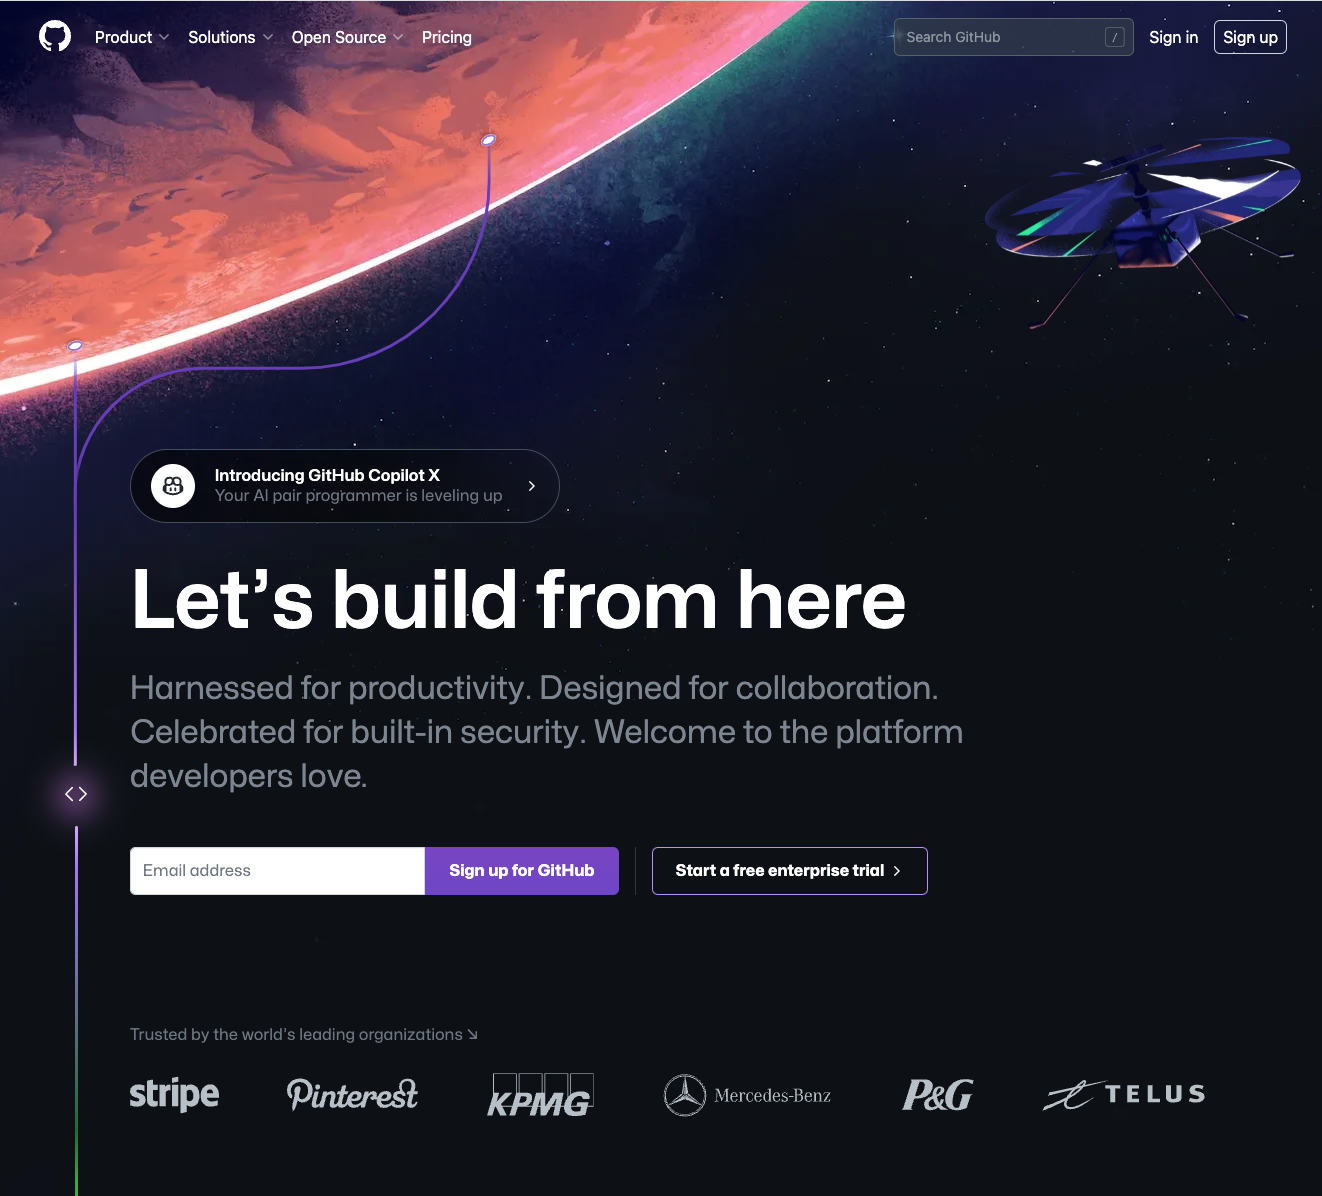 Product
Solutions
Open Source
Pricing
Search GitHub
/
Sign in
Sign up
Introducing GitHub Copilot X
Your AI pair programmer is leveling up
Let’s build from here
Harnessed for productivity. Designed for collaboration.
Celebrated for built-in security. Welcome to the platform
developers love.
Email address
Sign up for GitHub
Start a free enterprise trial
Trusted by the world’s leading organizations
stripe
Pinterest
KPMG
Mercedes-Benz
P&G
TELUS